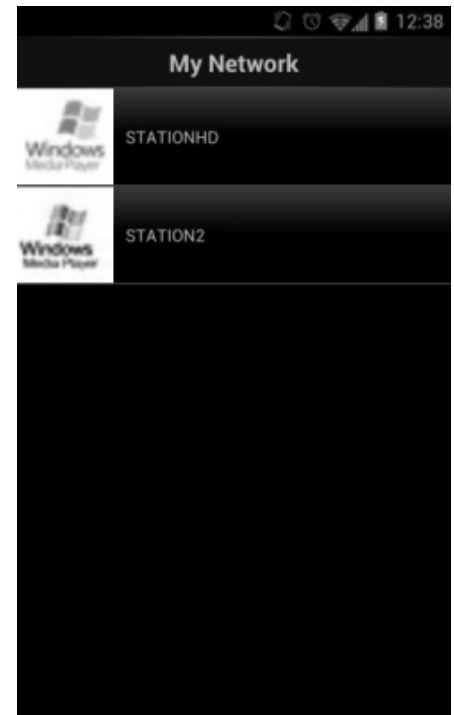 12:38
My Network
Windows
Media Player
STATIONHD
Windows
Media Player
STATION2